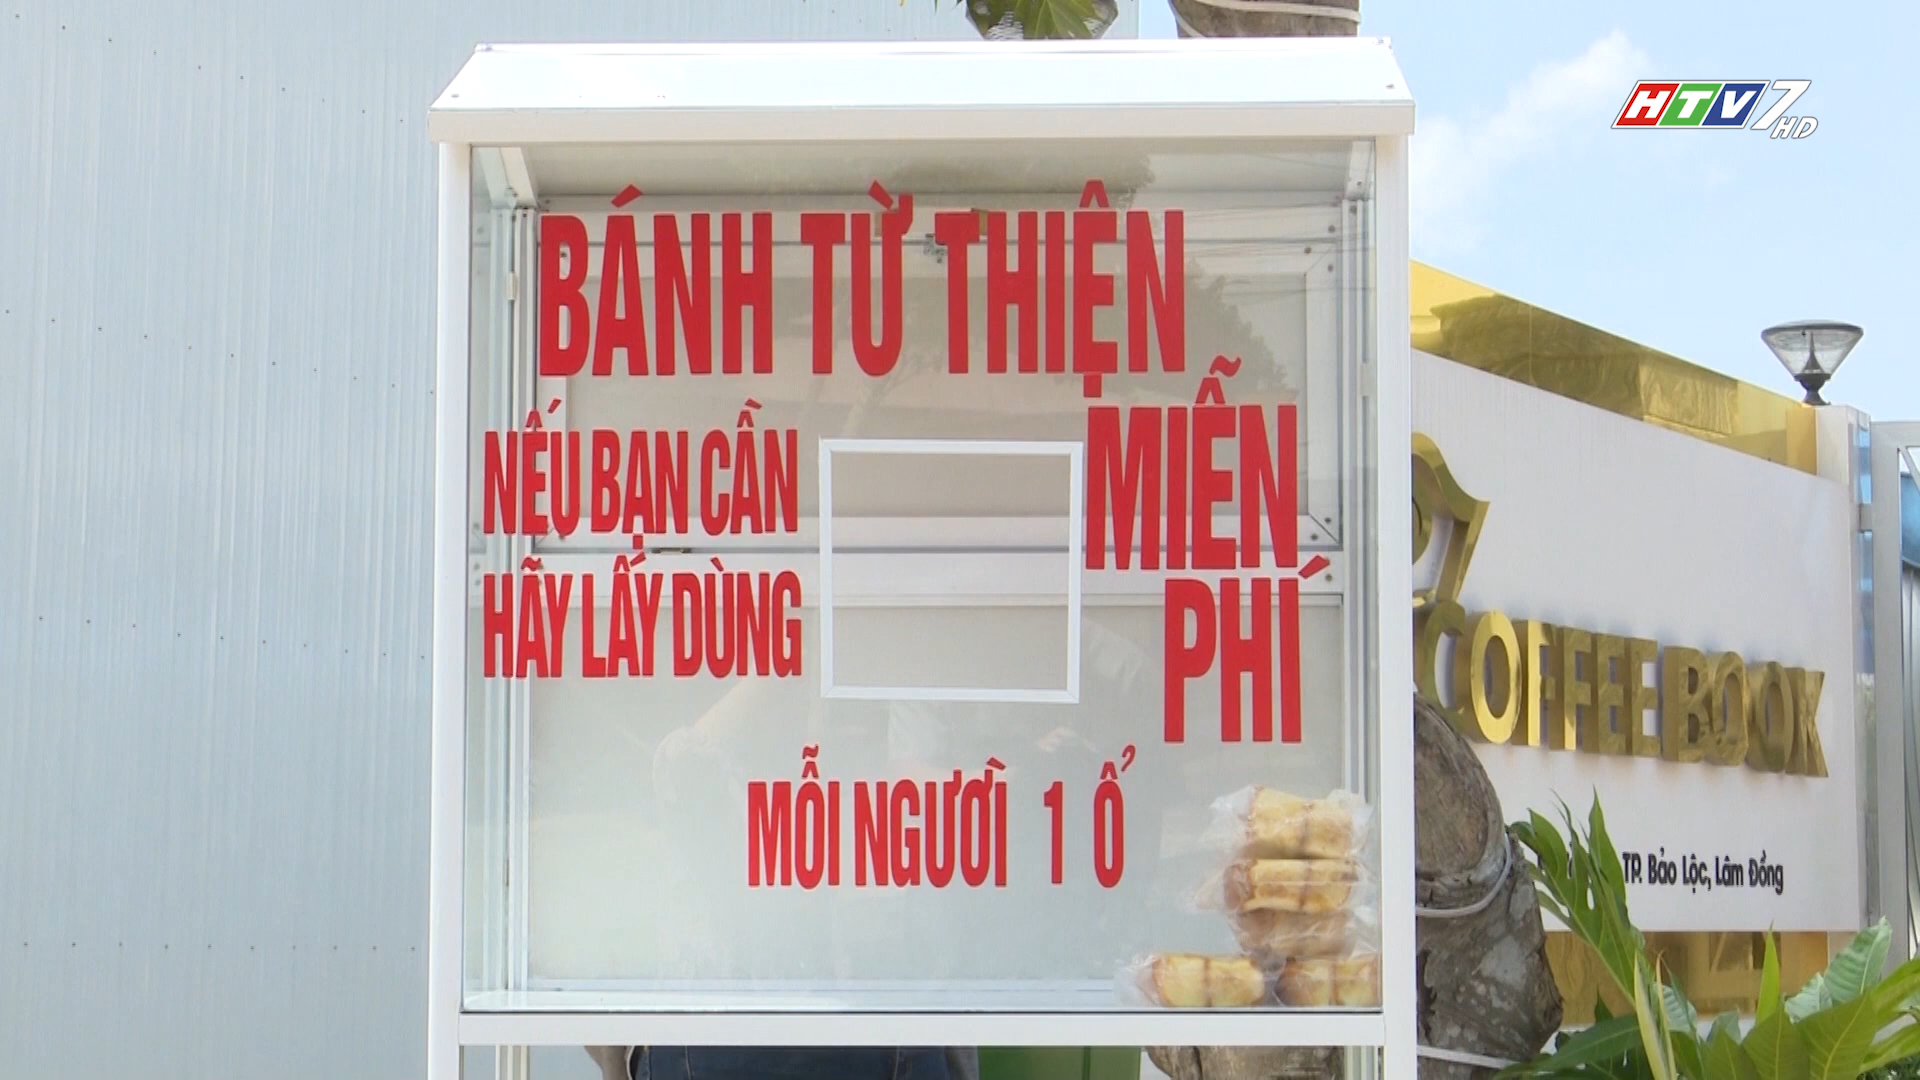 HTV7 HD
BÁNH TỪ THIỆN
NẾU BẠN CẦN
HÃY LẤY DÙNG
MIỄN
PHÍ
MỖI NGƯỜI 1 Ổ
COFFEE BOOK
TP. Bảo Lộc, Lâm Đồng